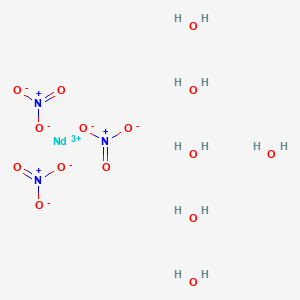 H O H
O - O H O H
N +
O - O - O -
Nd 3+ N + H O H H O H
O O - O
N +
O - H O H
H O H